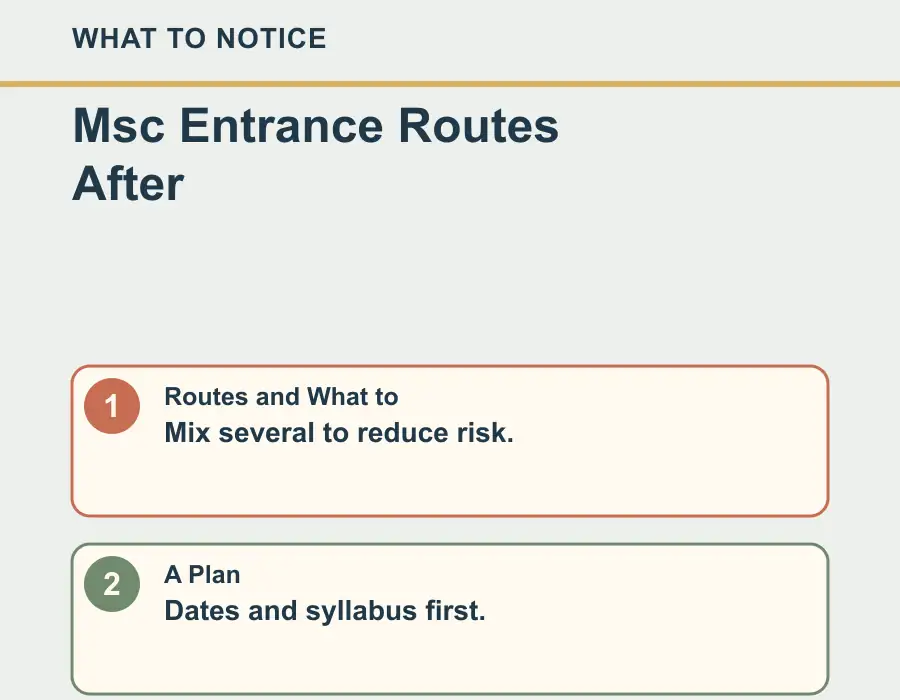 WHAT TO NOTICE
Msc Entrance Routes
After
1
Routes and What to
Mix several to reduce risk.
2
A Plan
Dates and syllabus first.